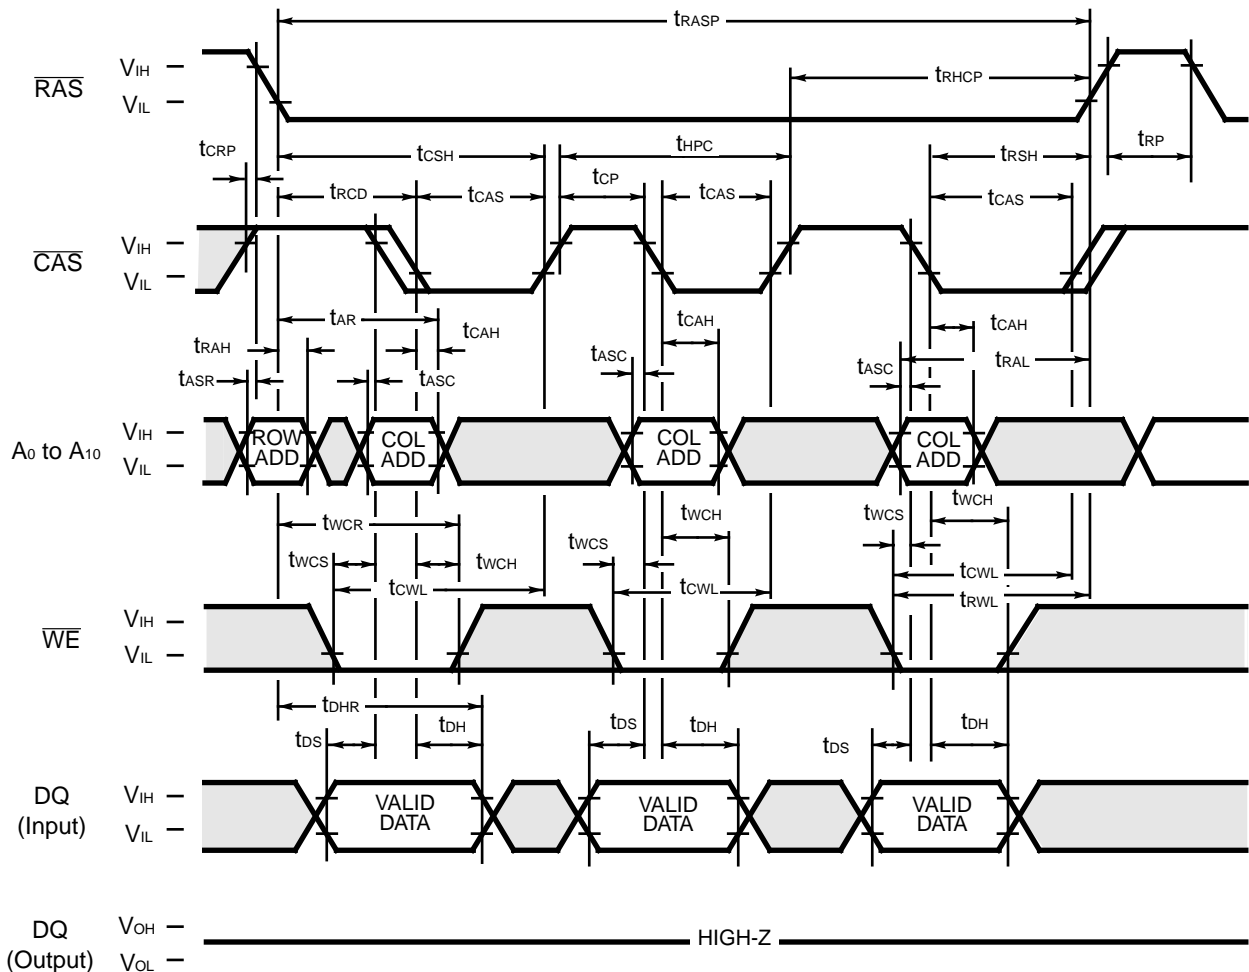 tRASP
RAS
VIH
VIL
tRHCP
tCRP
tCSH
tHPC
tRSH
tRP
tRCD
tCAS
tCP
tCAS
tCAS
CAS
VIH
VIL
tAR
tCAH
tCAH
tCAH
tRAH
tASC
tRAL
tASR
tASC
tASC
A0 to A10
VIH
VIL
ROW
ADD
COL
ADD
COL
ADD
COL
ADD
tWCR
tWCH
tWCS
tWCH
tWCS
tWCH
tWCS
tCWL
tCWL
tCWL
tRWL
WE
VIH
VIL
tDHR
tDS
tDH
tDS
tDH
tDS
tDH
DQ
(Input)
VIH
VIL
VALID
DATA
VALID
DATA
VALID
DATA
DQ
(Output)
VOH
VOL
HIGH-Z